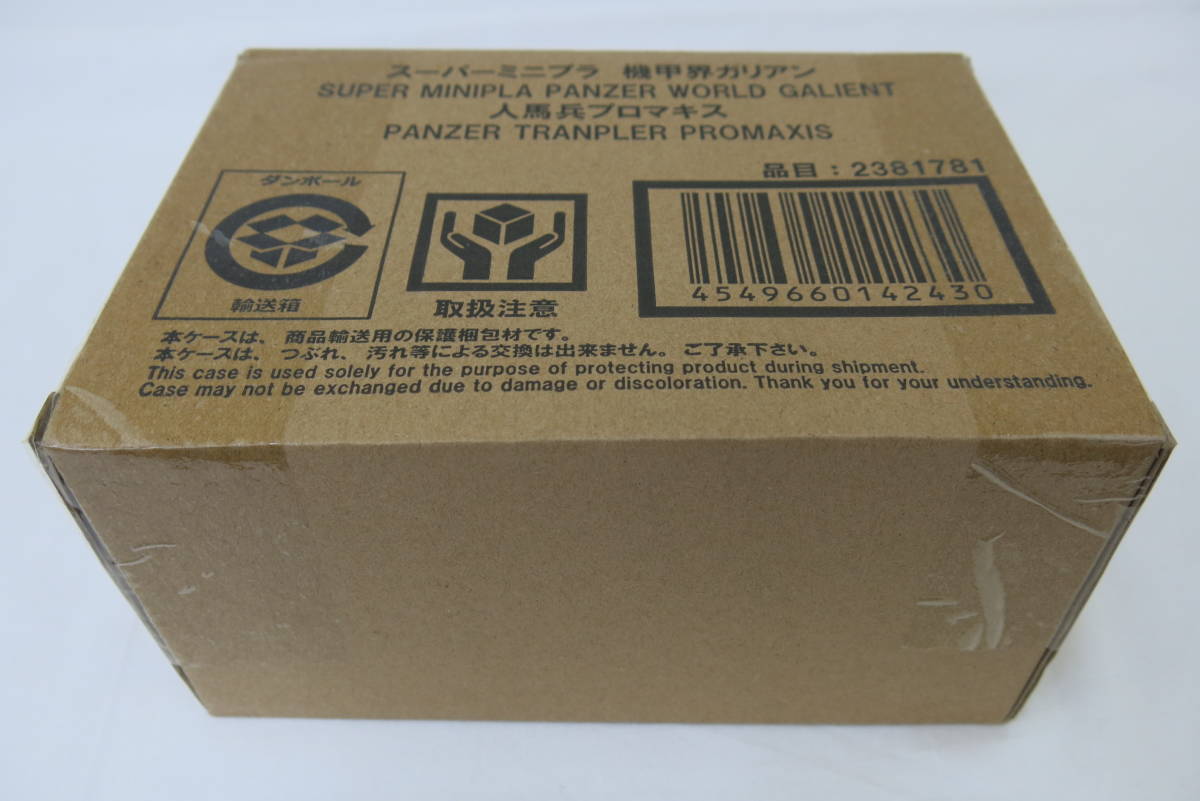 スーパーミニプラ 機甲界ガリアン
SUPER MINIPLA PANZER WORLD GALIENT
人馬兵プロマキス
PANZER TRANPLER PROMAXIS
品目：2381781
ダンボール
輸送箱
取扱注意
4549660142430
本ケースは、商品輸送用の保護梱包材です。
本ケースは、つぶれ、汚れ等による交換は出来ません。ご了承下さい。
This case is used solely for the purpose of protecting product during shipment.
Case may not be exchanged due to damage or discoloration. Thank you for your understanding.